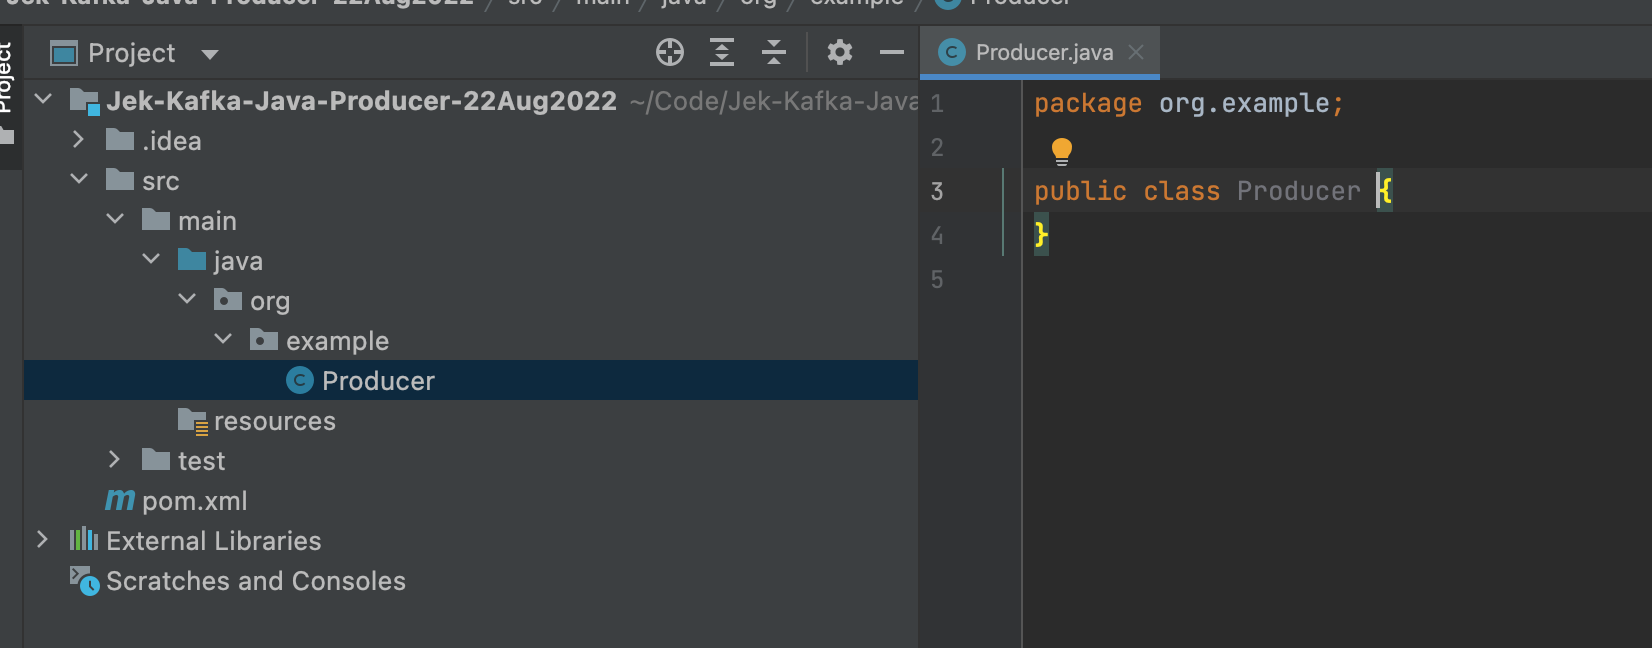 Jek-Kafka-Java-Producer-22Aug2022 / src / main / java / org / example / Producer
Project
Project
Producer.java
Jek-Kafka-Java-Producer-22Aug2022 ~/Code/Jek-Kafka-Java
.idea
src
main
java
org
example
Producer
resources
test
pom.xml
External Libraries
Scratches and Consoles
1 package org.example;
2
3 public class Producer {
4 }
5